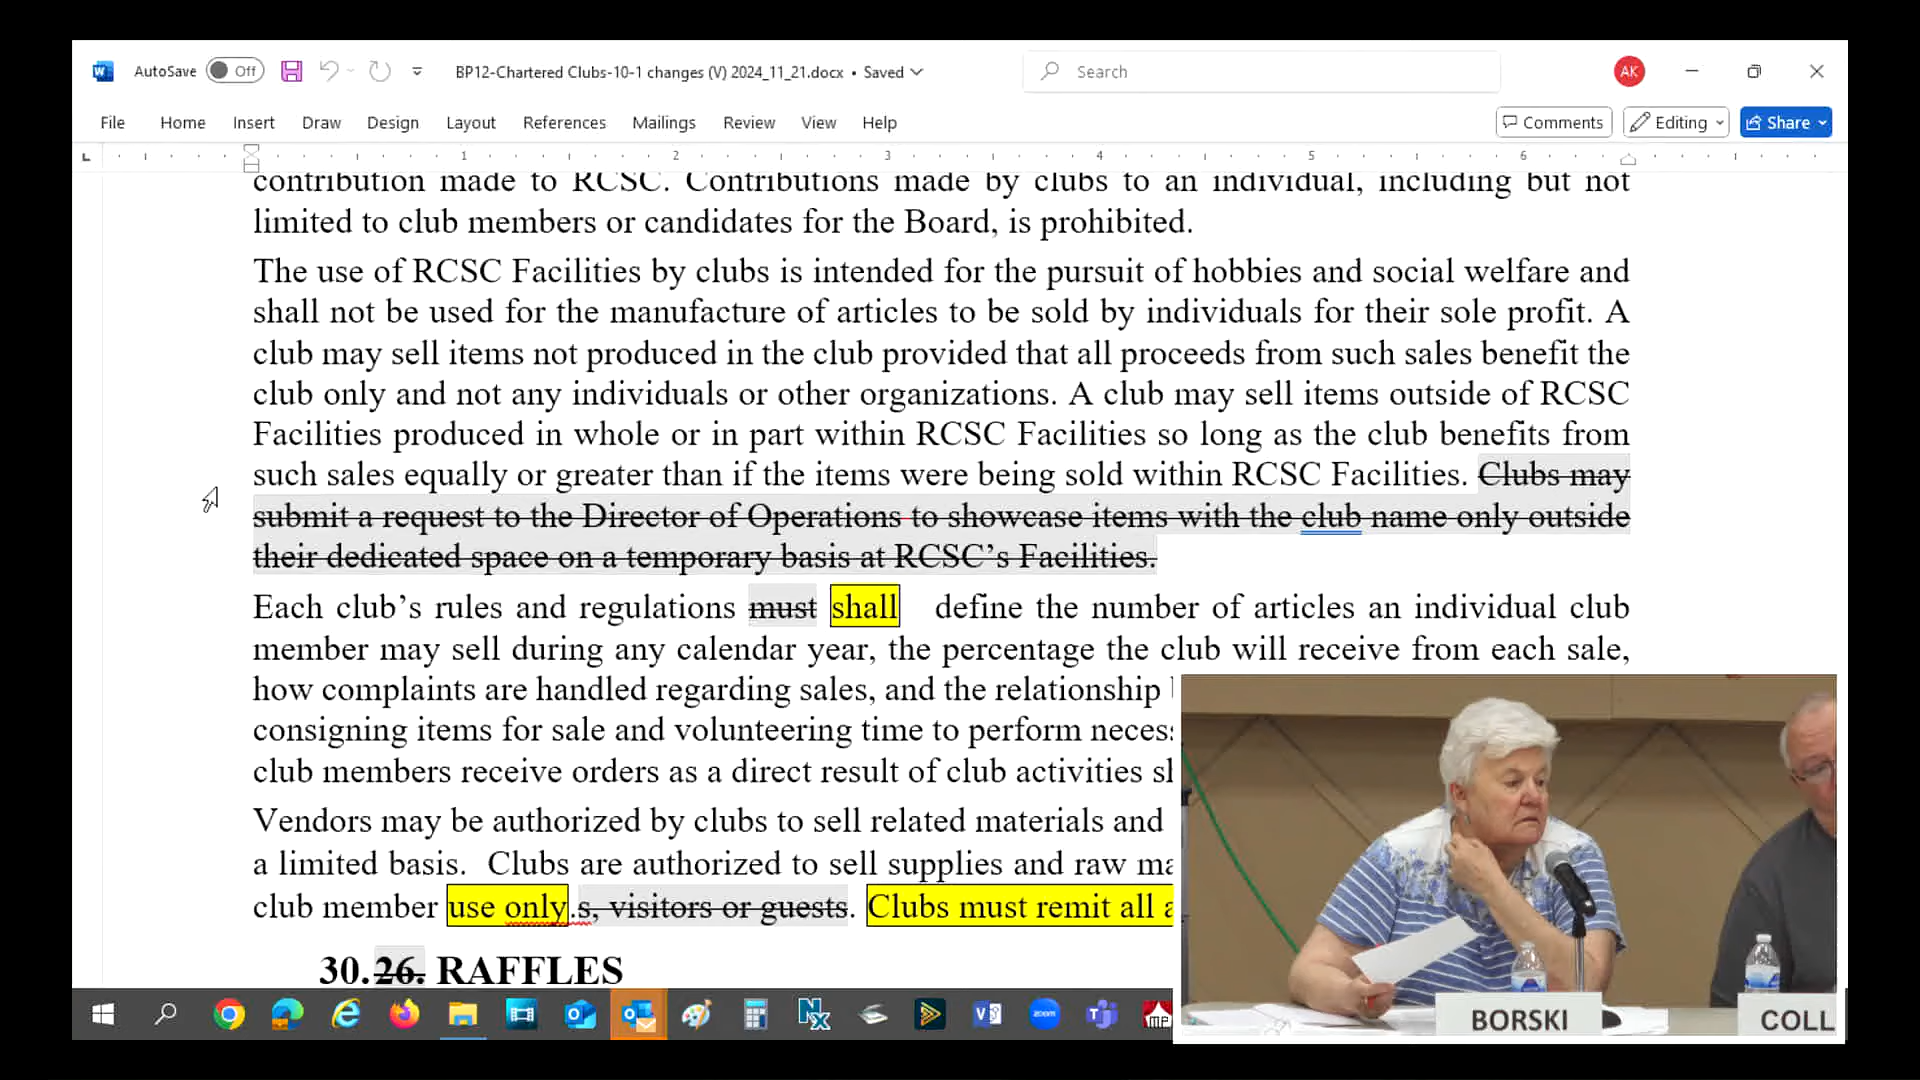 AutoSave Off BP12-Chartered Clubs-10-1 changes (V) 2024_11_21.docx • Saved Search AK
File Home Insert Draw Design Layout References Mailings Review View Help Comments Editing Share
1 2 3 4 5 6
contribution made to RCSC. Contributions made by clubs to an individual, including but not
limited to club members or candidates for the Board, is prohibited.
The use of RCSC Facilities by clubs is intended for the pursuit of hobbies and social welfare and
shall not be used for the manufacture of articles to be sold by individuals for their sole profit. A
club may sell items not produced in the club provided that all proceeds from such sales benefit the
club only and not any individuals or other organizations. A club may sell items outside of RCSC
Facilities produced in whole or in part within RCSC Facilities so long as the club benefits from
such sales equally or greater than if the items were being sold within RCSC Facilities. Clubs may
submit a request to the Director of Operations to showcase items with the club name only outside
their dedicated space on a temporary basis at RCSC’s Facilities.
Each club’s rules and regulations must shall define the number of articles an individual club
member may sell during any calendar year, the percentage the club will receive from each sale,
how complaints are handled regarding sales, and the relationship
consigning items for sale and volunteering time to perform
club members receive orders as a direct result of club activities
Vendors may be authorized by clubs to sell related materials and
a limited basis. Clubs are authorized to sell supplies and raw
club member use only.s, visitors or guests. Clubs must remit all
30.26. RAFFLES
zoom
BORSKI
COLL